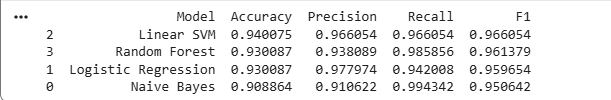 ••• Model Accuracy Precision Recall F1
2 Linear SVM 0.940075 0.966054 0.966054 0.966054
3 Random Forest 0.930087 0.938089 0.985856 0.961379
1 Logistic Regression 0.930087 0.977974 0.942008 0.959654
0 Naive Bayes 0.908864 0.910622 0.994342 0.950642